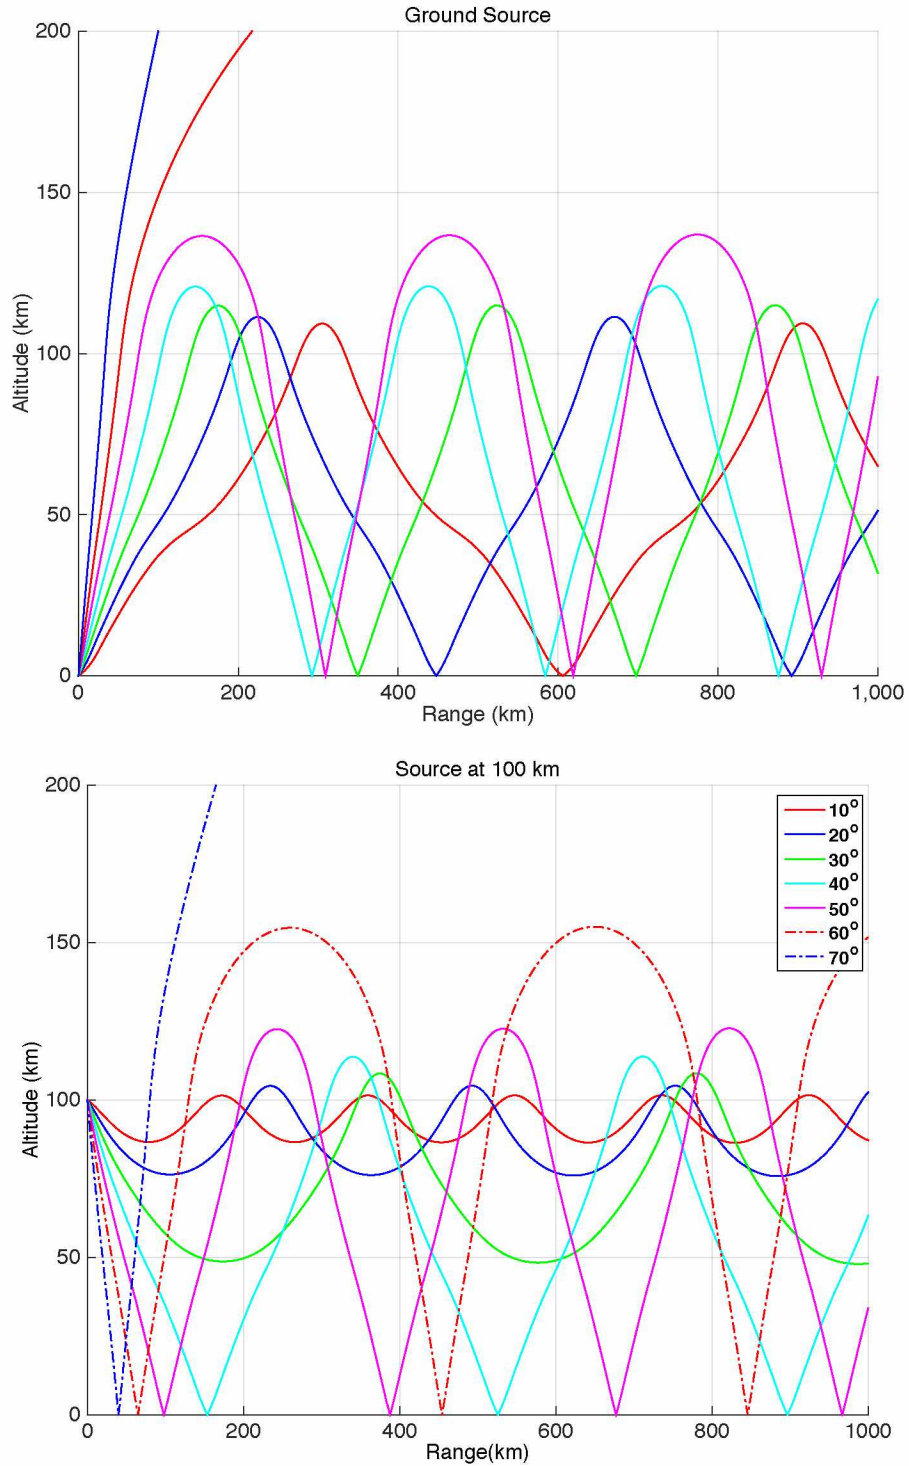 Ground Source
200
150
100
50
0
Altitude (km)
0 200 400 600 800 1,000
Range (km)
Source at 100 km
200
150
100
50
0
Altitude (km)
10°
20°
30°
40°
50°
60°
70°
0 200 400 600 800 1000
Range(km)